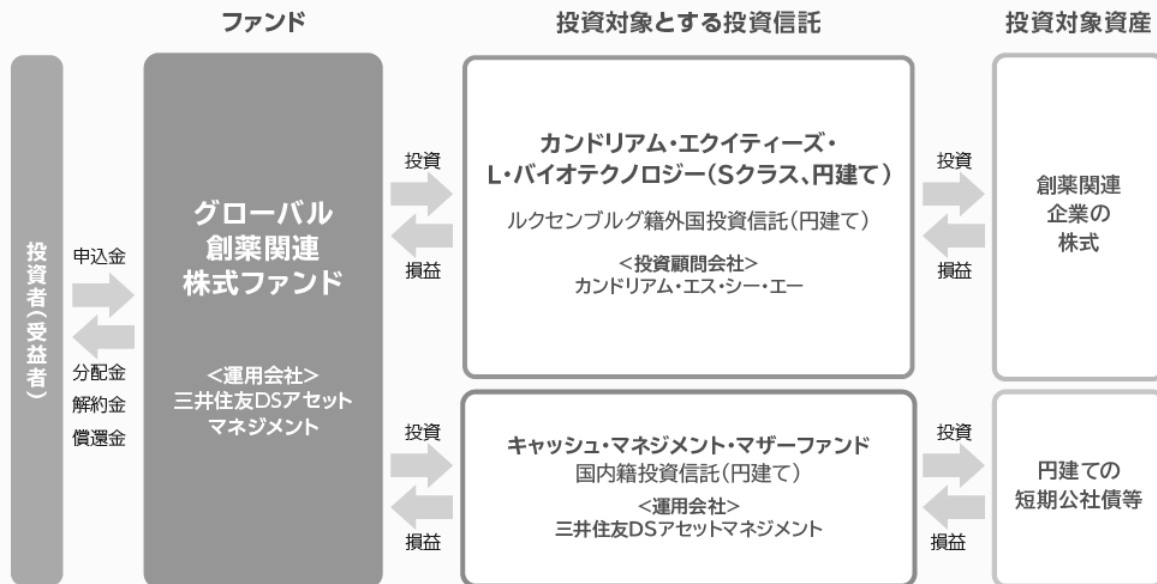 ファンド
投資対象とする投資信託
投資対象資産
投資者(受益者)
申込金
分配金
解約金
償還金
グローバル
創薬関連
株式ファンド
<運用会社>
三井住友DSアセット
マネジメント
投資
損益
カンドリアム・エクイティーズ・
L・バイオテクノロジー(Sクラス、円建て)
ルクセンブルグ籍外国投資信託(円建て)
<投資顧問会社>
カンドリアム・エス・シー・エー
投資
損益
創薬関連
企業の
株式
投資
損益
キャッシュ・マネジメント・マザーファンド
国内籍投資信託(円建て)
<運用会社>
三井住友DSアセットマネジメント
投資
損益
円建ての
短期公社債等